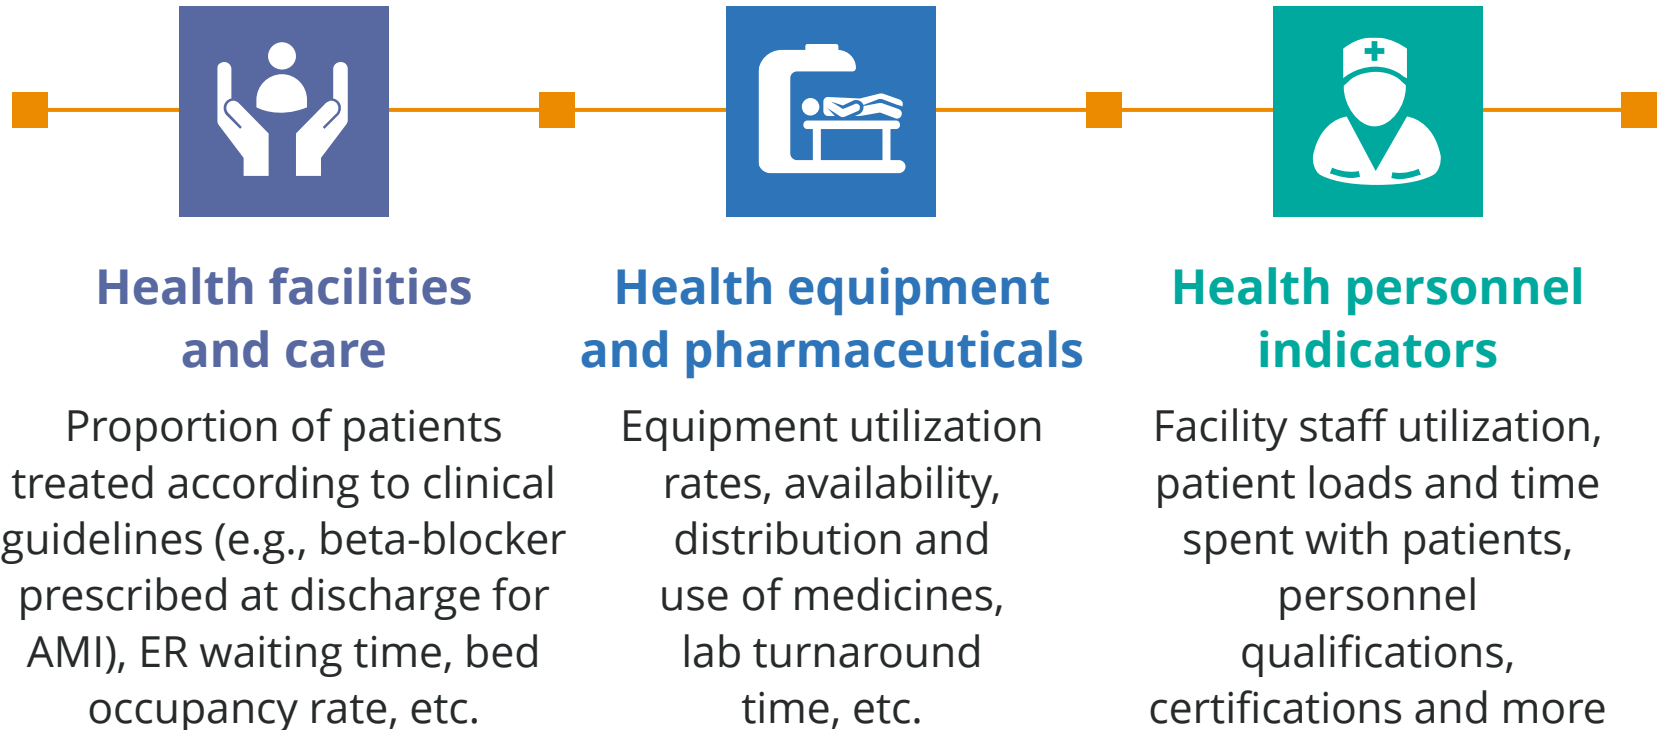 Health facilities
and care
Proportion of patients
treated according to clinical
guidelines (e.g., beta-blocker
prescribed at discharge for
AMI), ER waiting time, bed
occupancy rate, etc.
Health equipment
and pharmaceuticals
Equipment utilization
rates, availability,
distribution and
use of medicines,
lab turnaround
time, etc.
Health personnel
indicators
Facility staff utilization,
patient loads and time
spent with patients,
personnel
qualifications,
certifications and more